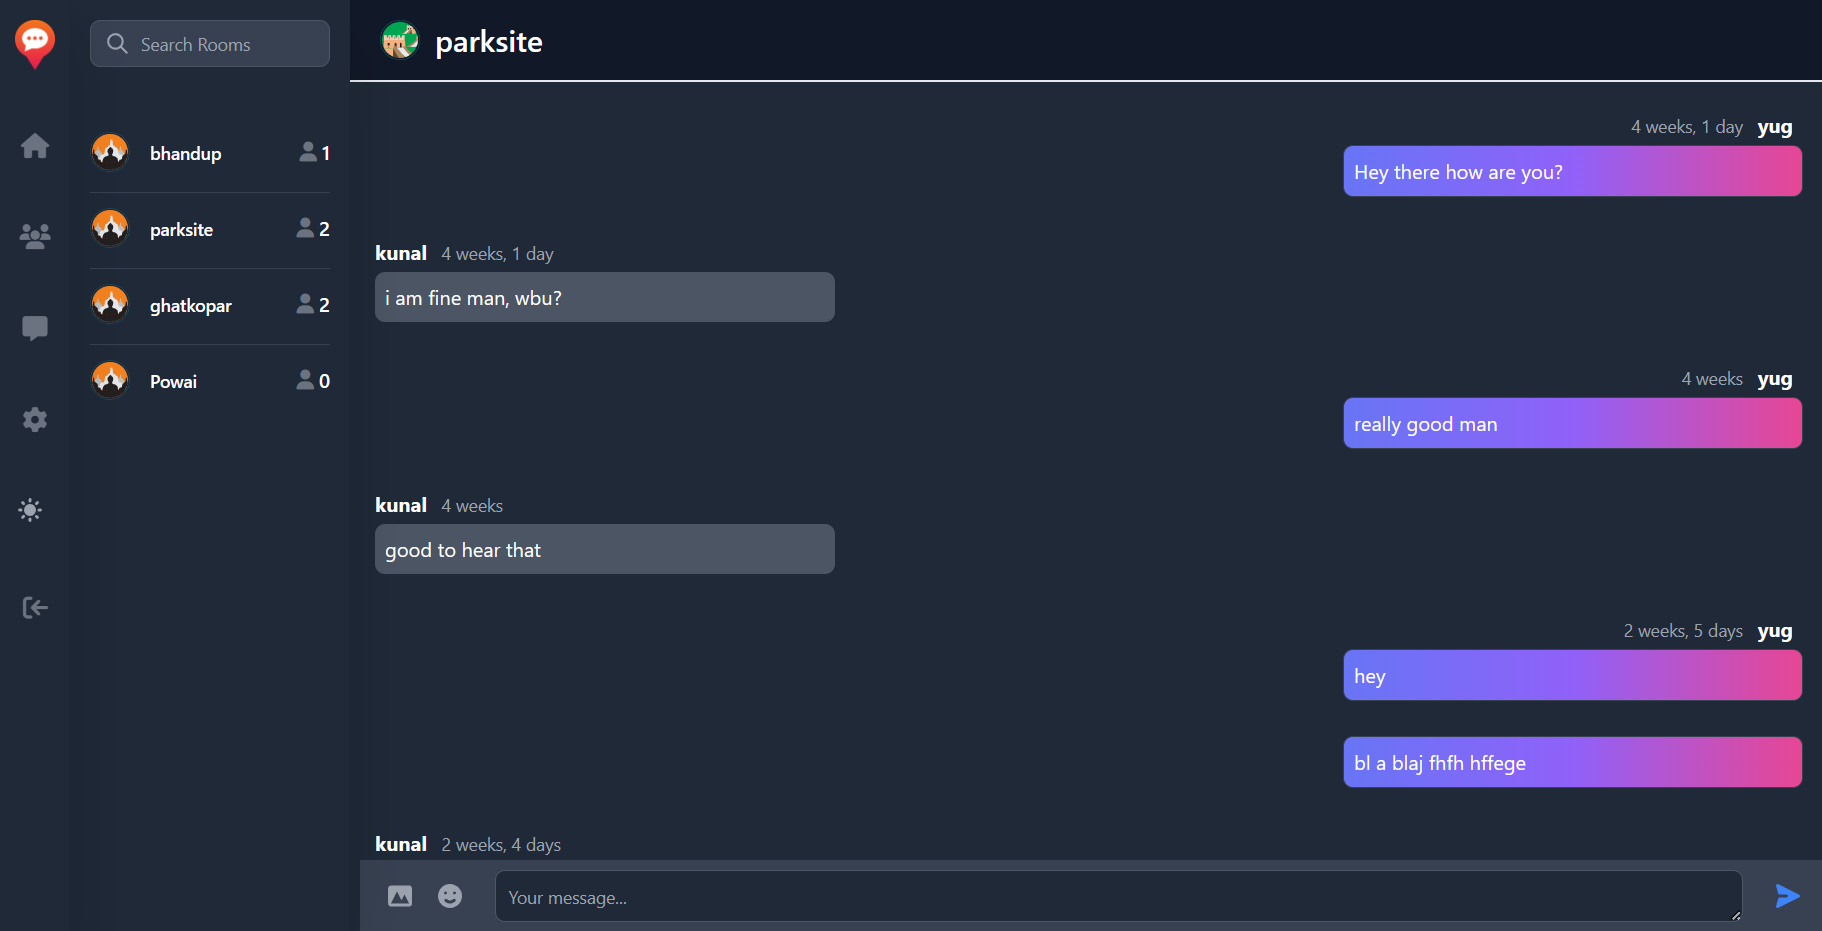 Search Rooms
bhandup 1
parksite 2
ghatkopar 2
Powai 0
parksite
4 weeks, 1 day yug
Hey there how are you?
kunal 4 weeks, 1 day
i am fine man, wbu?
4 weeks yug
really good man
kunal 4 weeks
good to hear that
2 weeks, 5 days yug
hey
bl a blaj fhfh hffege
kunal 2 weeks, 4 days
Your message...